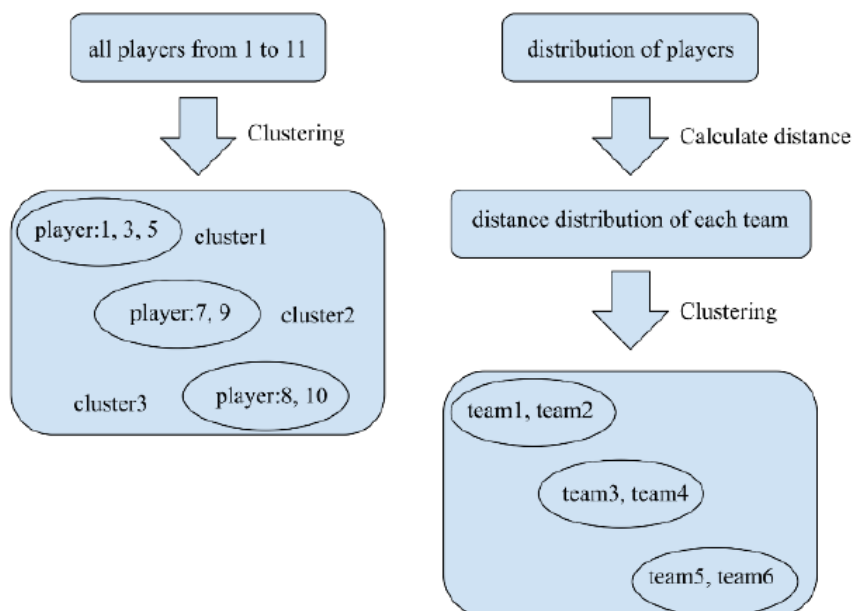 all players from 1 to 11
Clustering
player:1, 3, 5
cluster1
player:7, 9
cluster2
cluster3
player:8, 10
distribution of players
Calculate distance
distance distribution of each team
Clustering
team1, team2
team3, team4
team5, team6